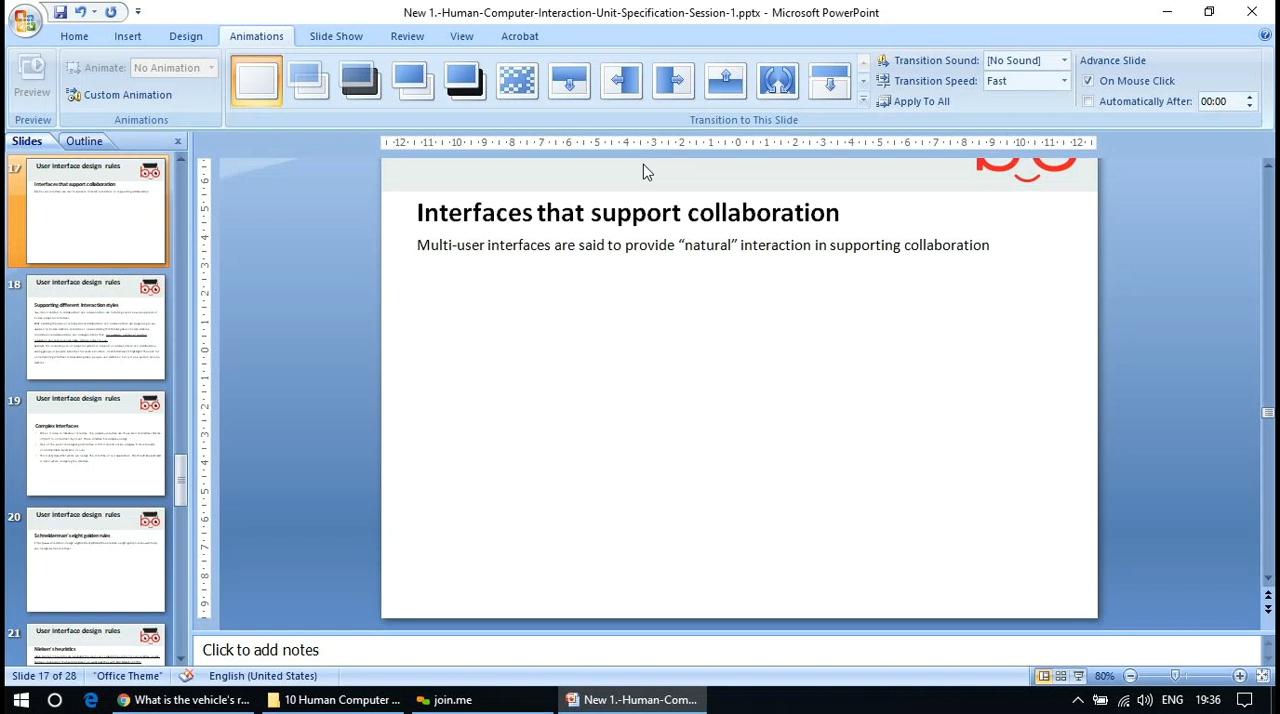 New 1.-Human-Computer-Interaction-Unit-Specification-Session-1.pptx - Microsoft PowerPoint
Home Insert Design Animations Slide Show Review View Acrobat
Preview
Preview
Animate: No Animation
Custom Animation
Animations
Transition to This Slide
Transition Sound: [No Sound]
Transition Speed: Fast
Apply To All
Advance Slide
On Mouse Click
Automatically After: 00:00
Slides Outline
17
User interface design rules
Interfaces that support collaboration
18
User interface design rules
Supporting different interaction styles
19
User interface design rules
Complex Interfaces
20
User interface design rules
Schneiderman's eight golden rules
21
User interface design rules
Nielsen's heuristics
Interfaces that support collaboration
Multi-user interfaces are said to provide “natural” interaction in supporting collaboration
Click to add notes
Slide 17 of 28 "Office Theme" English (United States) 80%
What is the vehicle's r... 10 Human Computer ... join.me New 1.-Human-Com... ENG 19:36